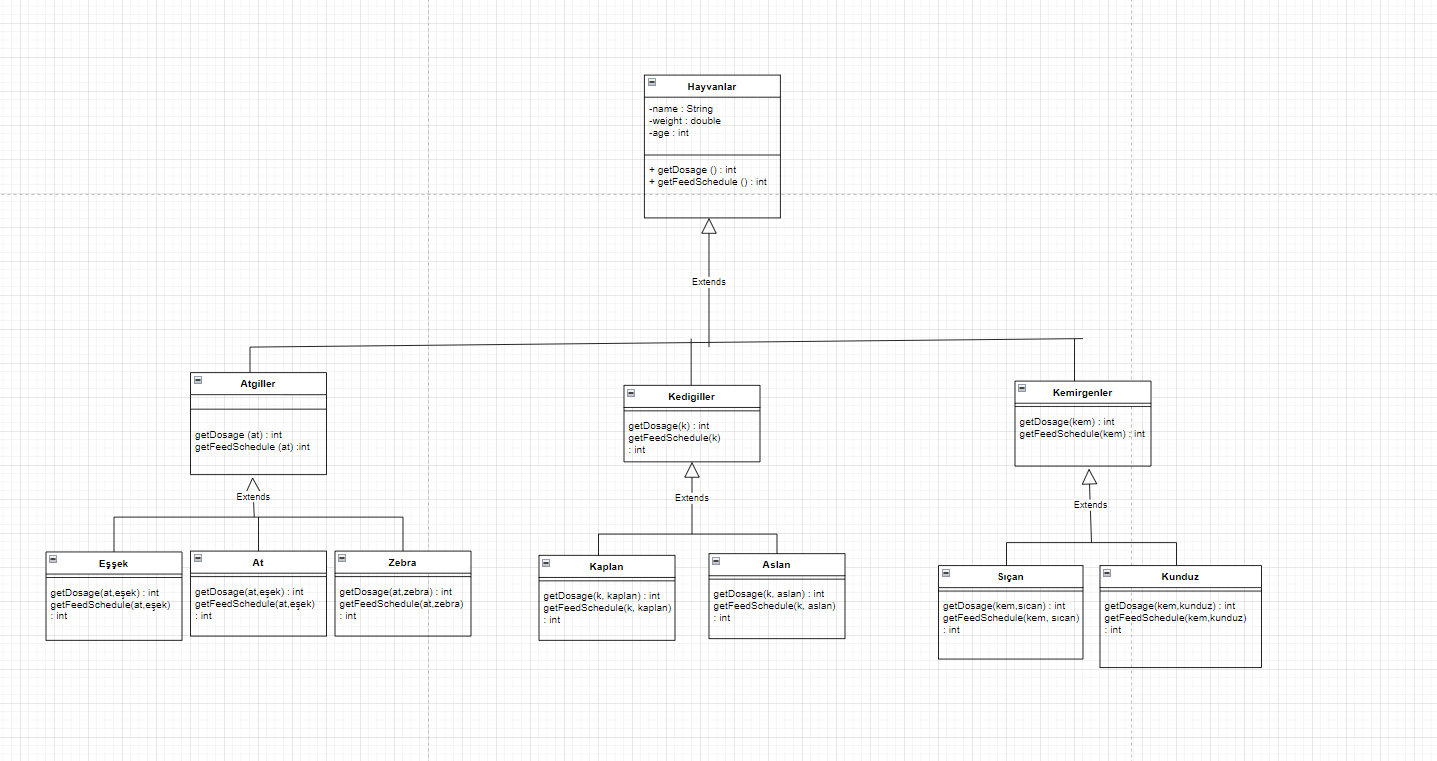 Hayvanlar
-name : String
-weight : double
-age : int
+ getDosage () : int
+ getFeedSchedule () : int
Extends
Atgiller
getDosage (at) : int
getFeedSchedule (at) :int
Kedigiller
getDosage(k) : int
getFeedSchedule(k)
: int
Kemirgenler
getDosage(kem) : int
getFeedSchedule(kem) : int
Extends
Extends
Extends
Eşşek
getDosage(at,eşek) : int
getFeedSchedule(at,eşek)
: int
At
getDosage(at,eşek) : int
getFeedSchedule(at,eşek)
: int
Zebra
getDosage(at,zebra) : int
getFeedSchedule(at,zebra)
: int
Kaplan
getDosage(k, kaplan) : int
getFeedSchedule(k, kaplan)
: int
Aslan
getDosage(k, aslan) : int
getFeedSchedule(k, aslan)
: int
Sıçan
getDosage(kem,sıcan) : int
getFeedSchedule(kem, sıcan)
: int
Kunduz
getDosage(kem,kunduz) : int
getFeedSchedule(kem,kunduz)
: int